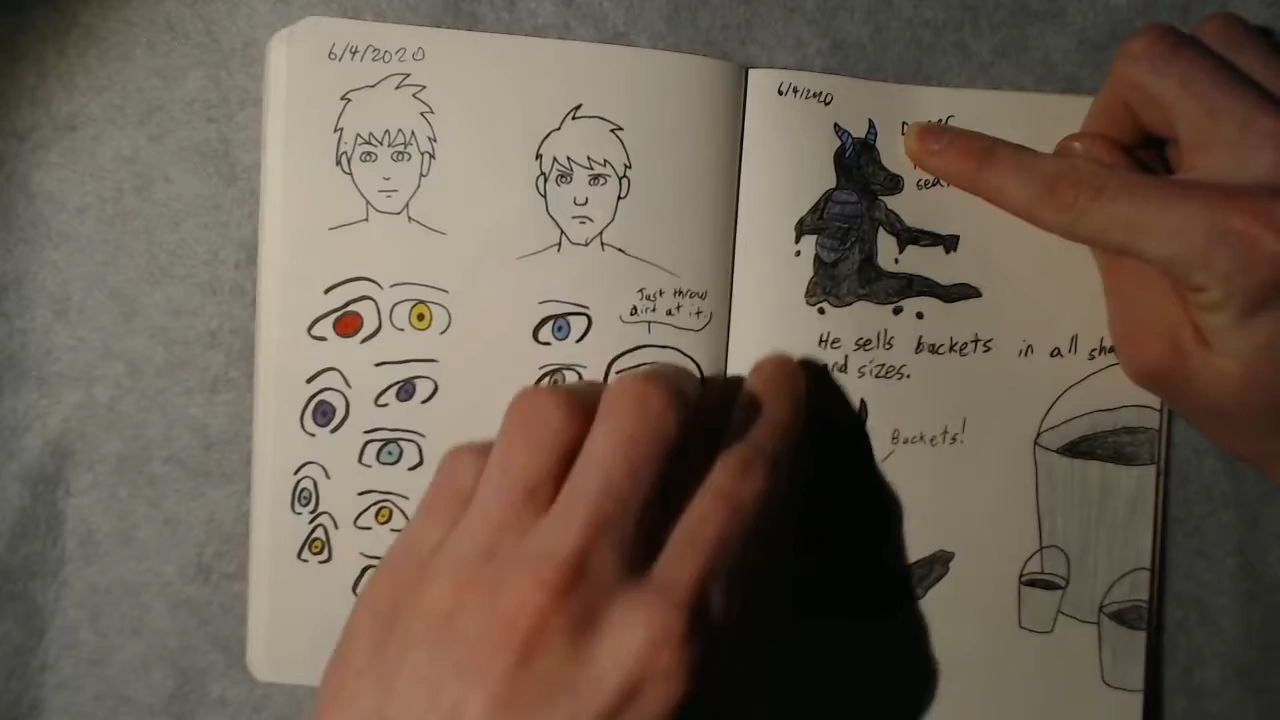 6/4/2020
Just throw
dirt at it.
6/4/2020
He sells buckets in all
and sizes.
Buckets!